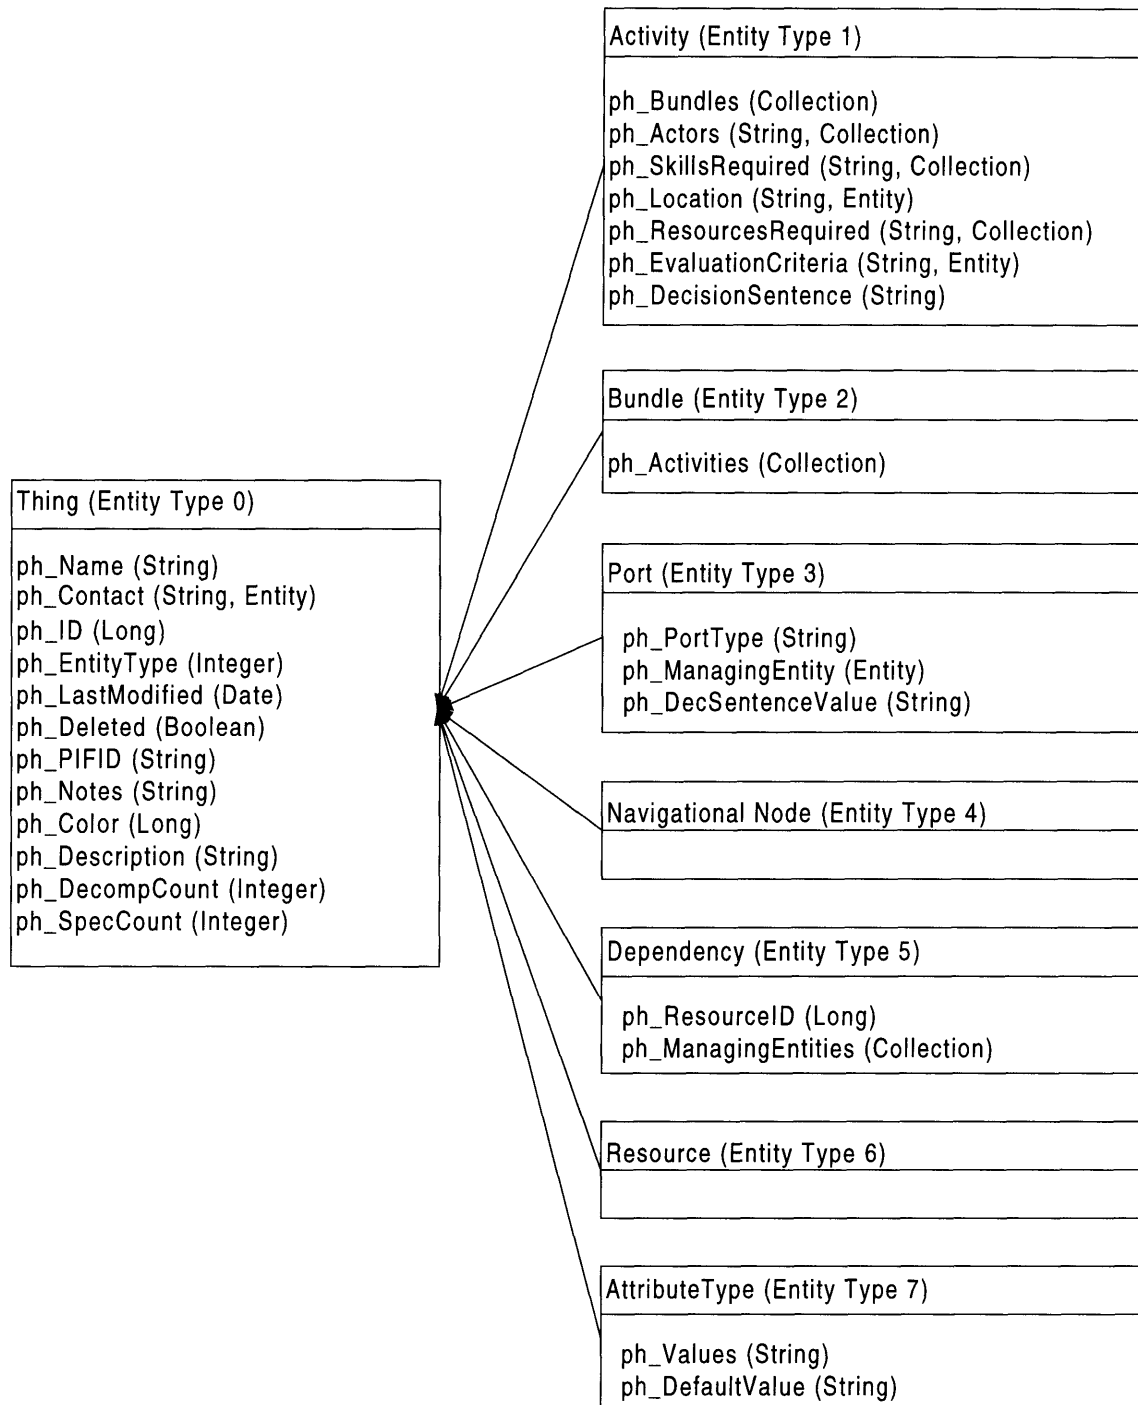 Activity (Entity Type 1)
ph_Bundles (Collection)
ph_Actors (String, Collection)
ph_SkillsRequired (String, Collection)
ph_Location (String, Entity)
ph_ResourcesRequired (String, Collection)
ph_EvaluationCriteria (String, Entity)
ph_DecisionSentence (String)
Bundle (Entity Type 2)
ph_Activities (Collection)
Thing (Entity Type 0)
ph_Name (String)
ph_Contact (String, Entity)
ph_ID (Long)
ph_EntityType (Integer)
ph_LastModified (Date)
ph_Deleted (Boolean)
ph_PIFID (String)
ph_Notes (String)
ph_Color (Long)
ph_Description (String)
ph_DecompCount (Integer)
ph_SpecCount (Integer)
Port (Entity Type 3)
ph_PortType (String)
ph_ManagingEntity (Entity)
ph_DecSentenceValue (String)
Navigational Node (Entity Type 4)
Dependency (Entity Type 5)
ph_ResourceID (Long)
ph_ManagingEntities (Collection)
Resource (Entity Type 6)
AttributeType (Entity Type 7)
ph_Values (String)
ph_DefaultValue (String)